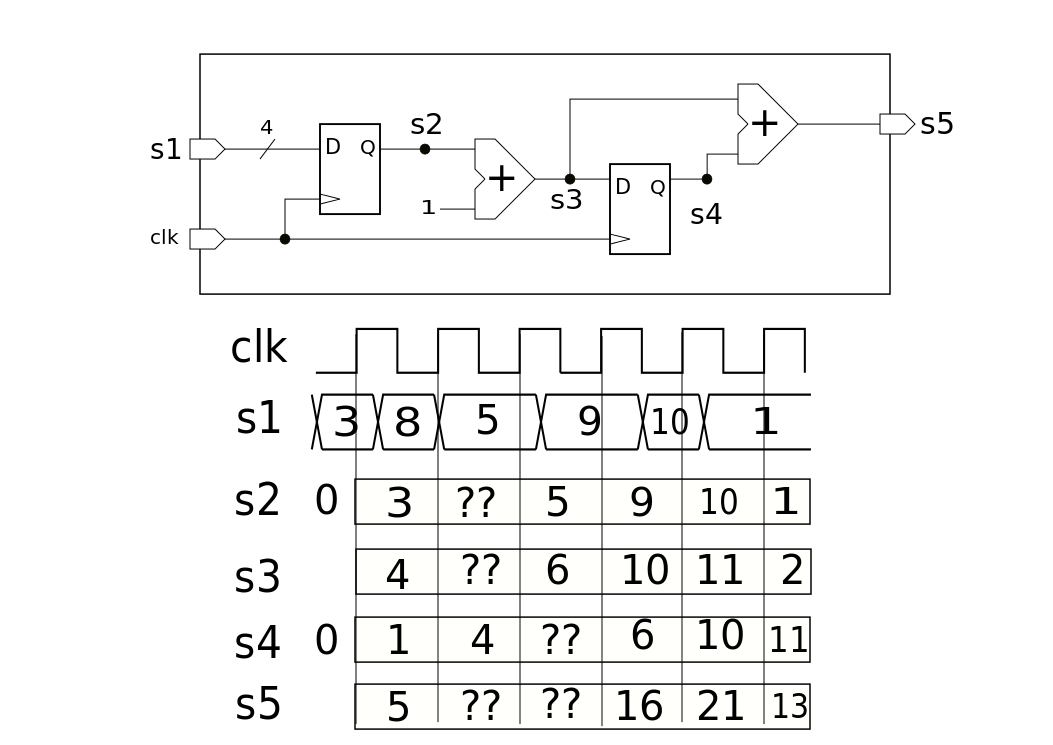 4
s1
D Q
s2
+
1
s3
D Q
s4
+
s5
clk
clk
s1 3 8 5 9 10 1
s2 0 3 ?? 5 9 10 1
s3 4 ?? 6 10 11 2
s4 0 1 4 ?? 6 10 11
s5 5 ?? ?? 16 21 13